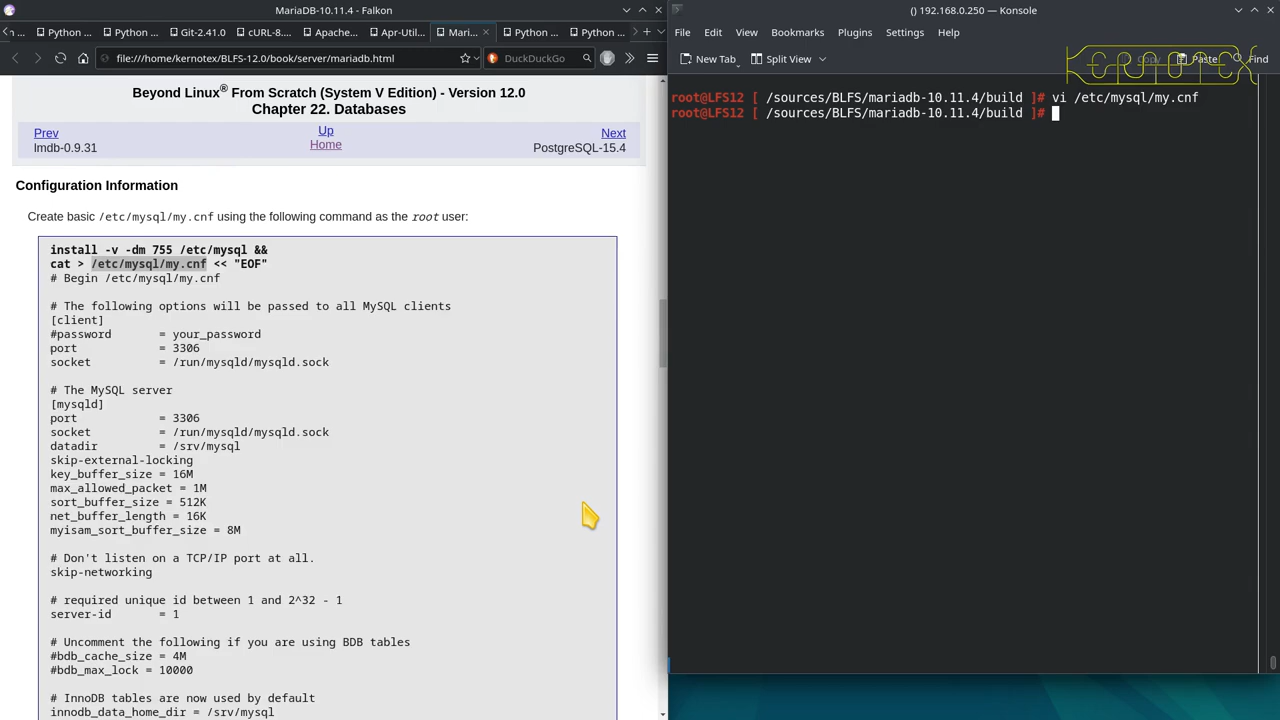 MariaDB-10.11.4 - Falkon
Python ...
Python ...
Git-2.41.0
cURL-8....
Apache...
Apr-Util...
Mari...
Python ...
Python ...
file:///home/kernotex/BLFS-12.0/book/server/mariadb.html
DuckDuckGo
Beyond Linux® From Scratch (System V Edition) - Version 12.0
Chapter 22. Databases
Prev
Up
Next
lmdb-0.9.31
Home
PostgreSQL-15.4
Configuration Information
Create basic /etc/mysql/my.cnf using the following command as the root user:
install -v -dm 755 /etc/mysql &&
cat > /etc/mysql/my.cnf << "EOF"
# Begin /etc/mysql/my.cnf
# The following options will be passed to all MySQL clients
[client]
#password       = your_password
port            = 3306
socket          = /run/mysqld/mysqld.sock
# The MySQL server
[mysqld]
port            = 3306
socket          = /run/mysqld/mysqld.sock
datadir         = /srv/mysql
skip-external-locking
key_buffer_size = 16M
max_allowed_packet = 1M
sort_buffer_size = 512K
net_buffer_length = 16K
myisam_sort_buffer_size = 8M
# Don't listen on a TCP/IP port at all.
skip-networking
# required unique id between 1 and 2^32 - 1
server-id       = 1
# Uncomment the following if you are using BDB tables
#bdb_cache_size = 4M
#bdb_max_lock = 10000
# InnoDB tables are now used by default
innodb_data_home_dir = /srv/mysql
() 192.168.0.250 — Konsole
File Edit View Bookmarks Plugins Settings Help
New Tab
Split View
Copy
Paste
Find
KERNOTEX
root@LFS12 [ /sources/BLFS/mariadb-10.11.4/build ]# vi /etc/mysql/my.cnf
root@LFS12 [ /sources/BLFS/mariadb-10.11.4/build ]#